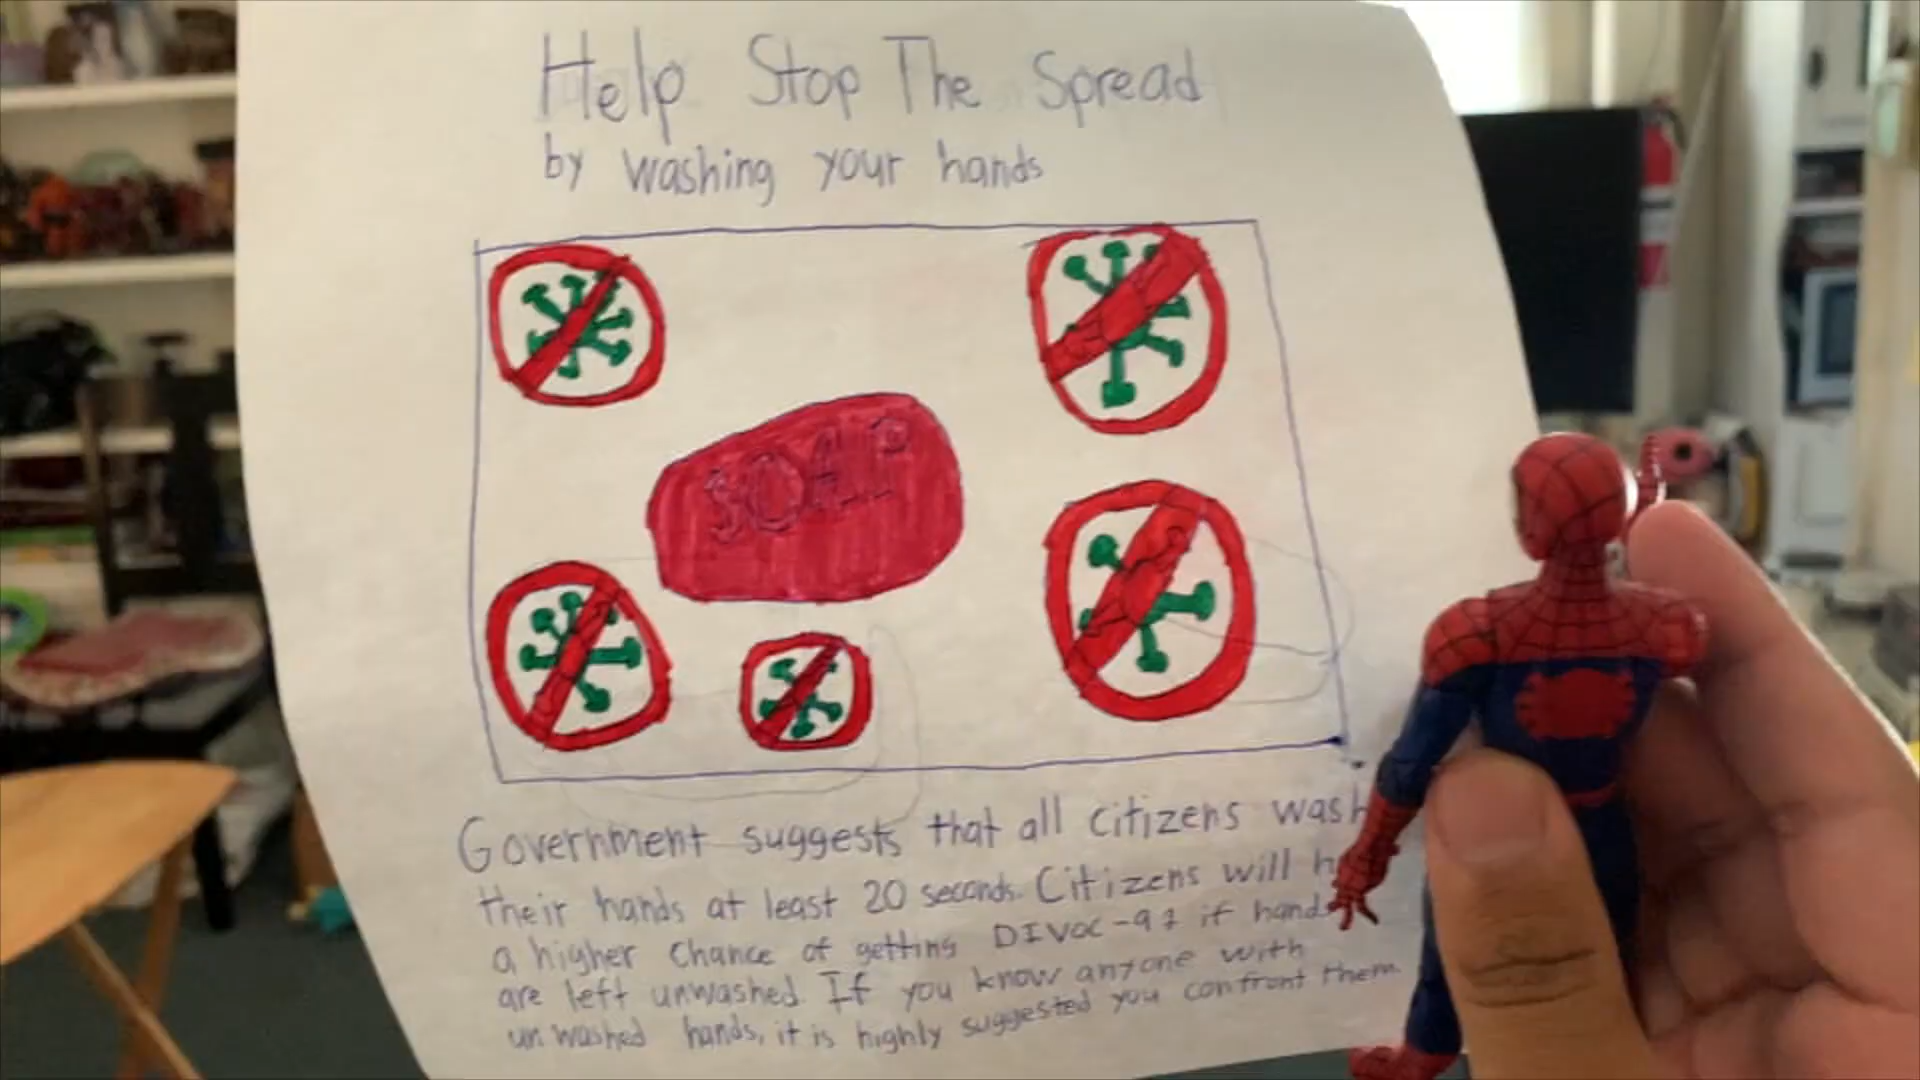 Help Stop The Spread
by washing your hands
SOAP
Government suggests that all citizens wash
their hands at least 20 seconds. Citizens will
a higher chance of getting DIVOC-91 if hands
are left unwashed. If you know anyone with
unwashed hands, it is highly suggested you confront them